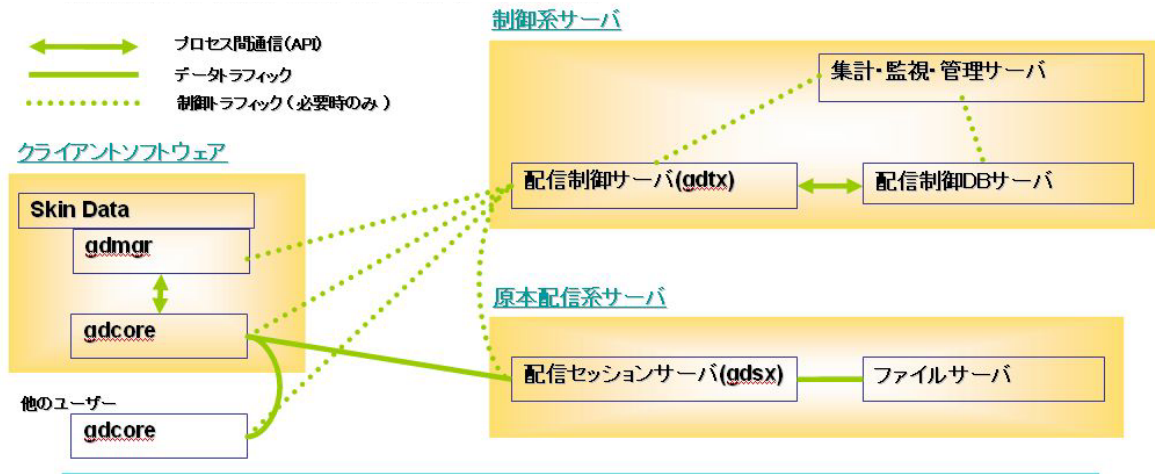 制御系サーバ
プロセス間通信(API)
データトラフィック
制御トラフィック(必要時のみ)
集計・監視・管理サーバ
クライアントソフトウェア
配信制御サーバ(gdtx)
配信制御DBサーバ
Skin Data
gdmgr
gdcore
原本配信系サーバ
配信セッションサーバ(gdsx)
ファイルサーバ
他のユーザー
gdcore